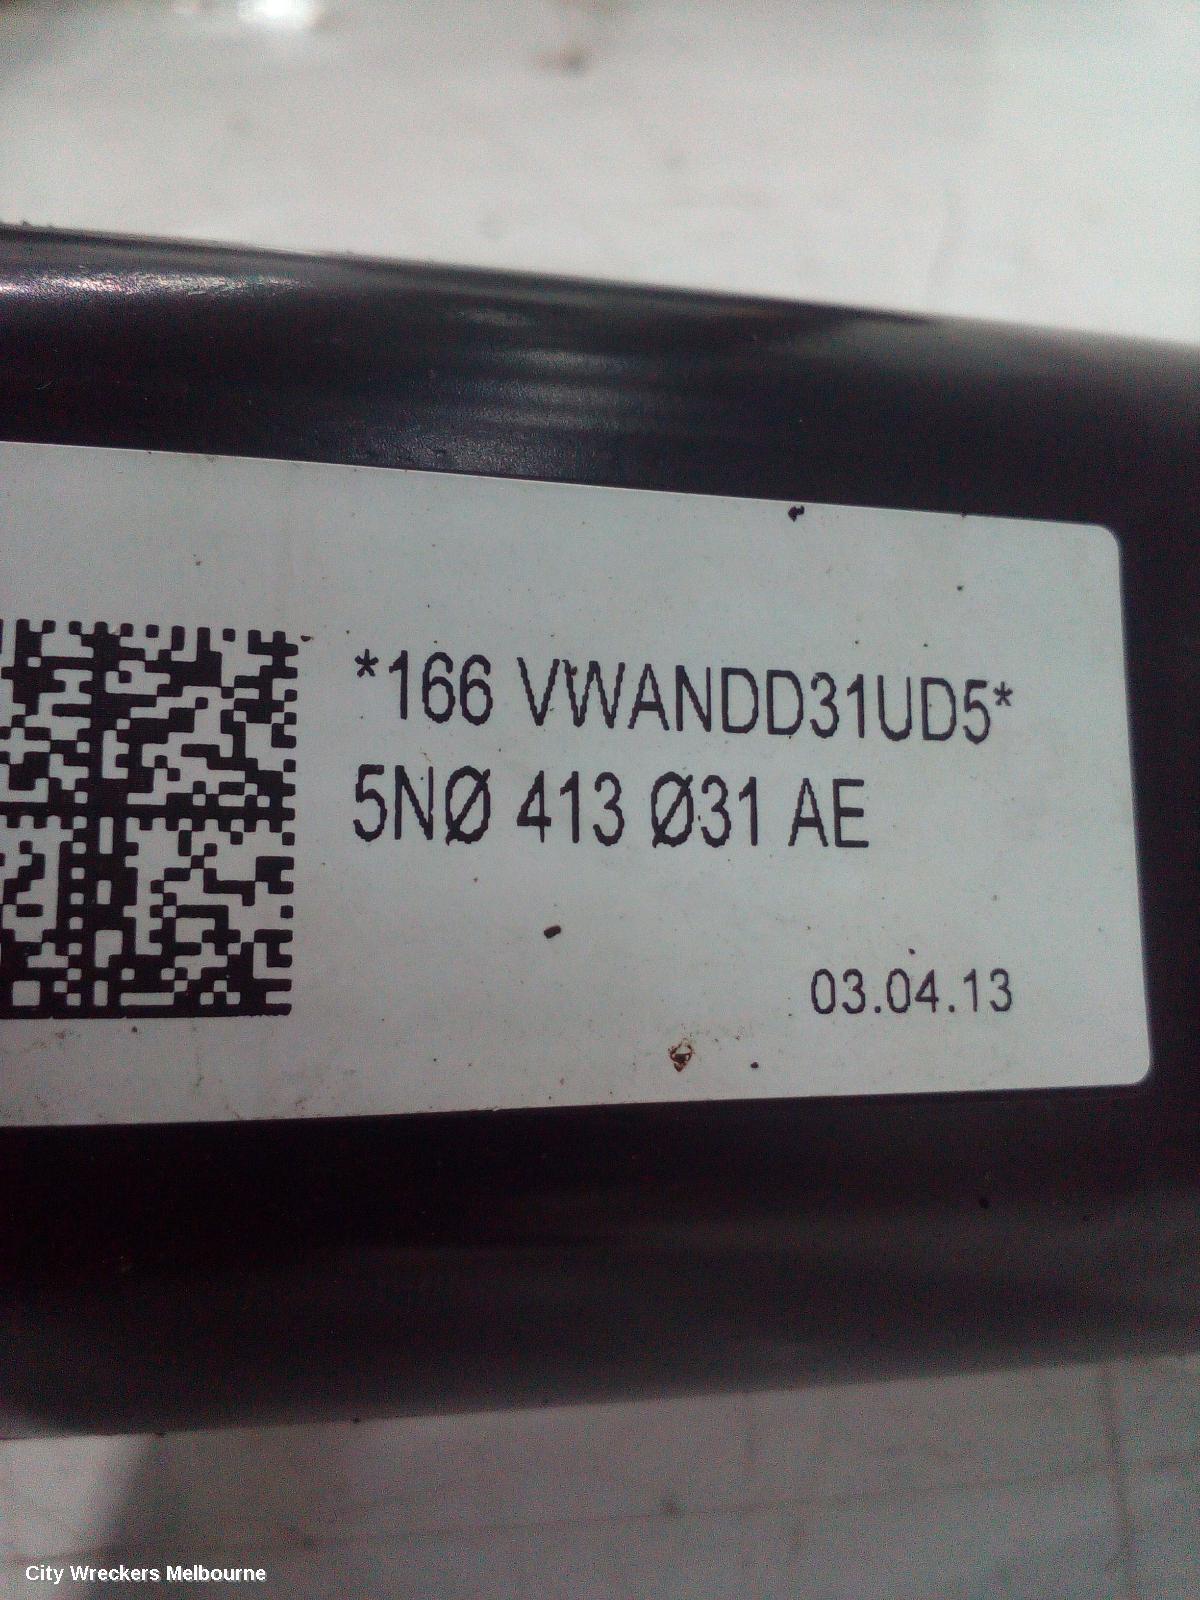 *166 VWANDD31UD5*
5NØ 413 Ø31 AE
03.04.13
City Wreckers Melbourne